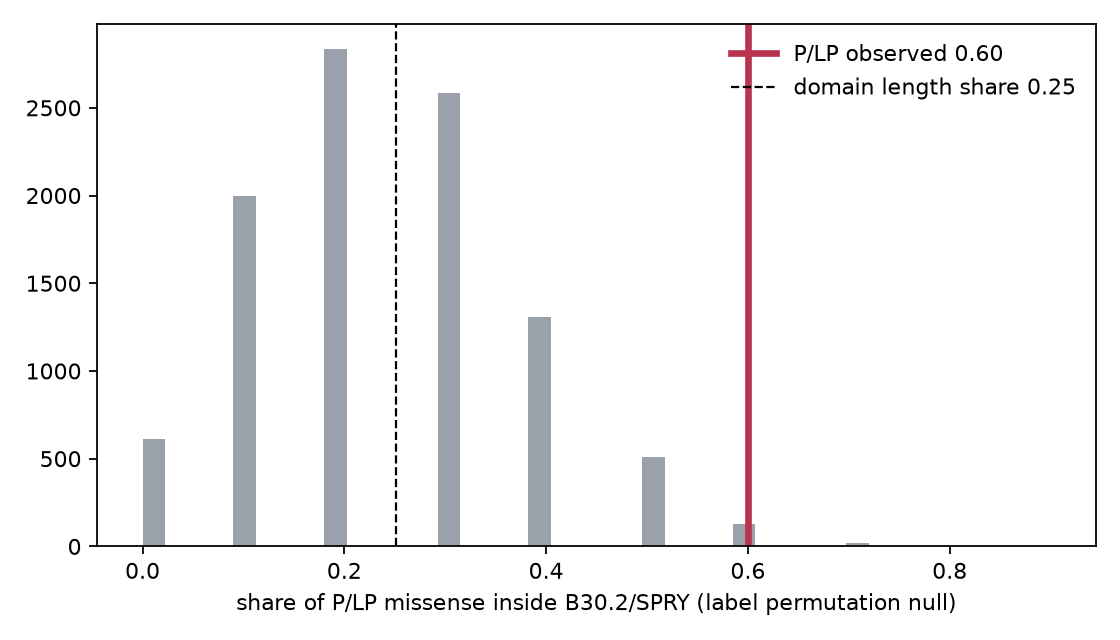 P/LP observed 0.60
domain length share 0.25
2500
2000
1500
1000
500
0
0.0 0.2 0.4 0.6 0.8
share of P/LP missense inside B30.2/SPRY (label permutation null)